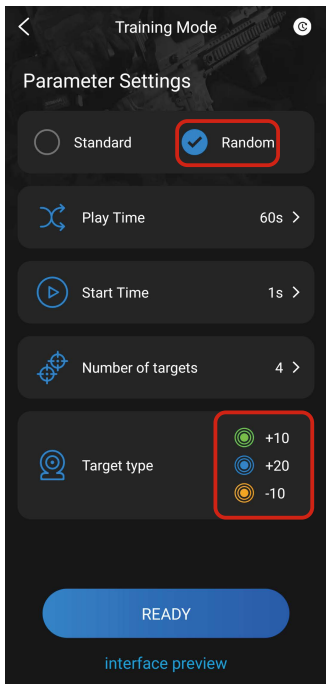 Training Mode
Parameter Settings
Standard
Random
Play Time 60s
Start Time 1s
Number of targets 4
+10
Target type +20
-10
READY
interface preview